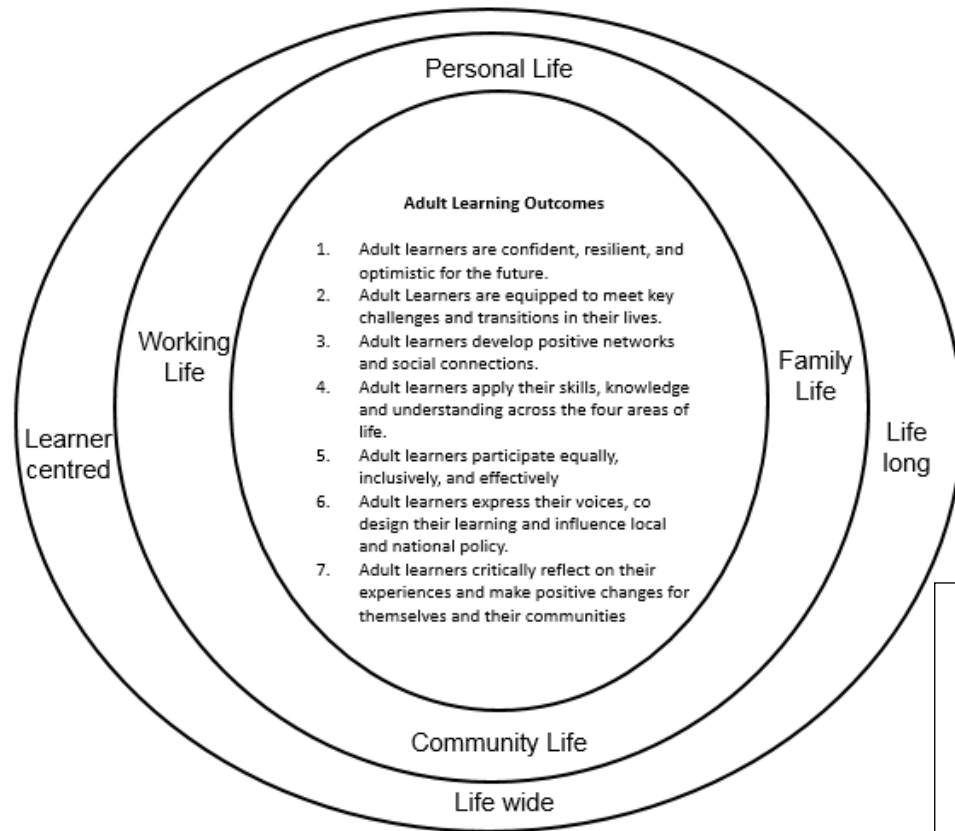 Personal Life
Adult Learning Outcomes
1. Adult learners are confident, resilient, and
optimistic for the future.
2. Adult Learners are equipped to meet key
challenges and transitions in their lives.
3. Adult learners develop positive networks
and social connections.
4. Adult learners apply their skills, knowledge
and understanding across the four areas of
life.
5. Adult learners participate equally,
inclusively, and effectively
6. Adult learners express their voices, co
design their learning and influence local
and national policy.
7. Adult learners critically reflect on their
experiences and make positive changes for
themselves and their communities
Working
Life
Family
Life
Learner
centred
Life
long
Community Life
Life wide